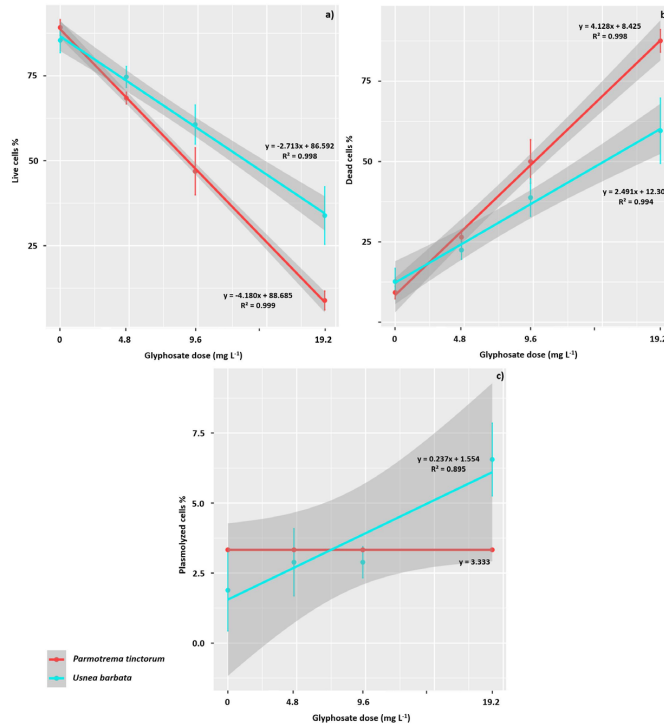 a)
Live cells %
75
50
25
y = -2.713x + 86.592
R² = 0.998
y = -4.180x + 88.685
R² = 0.999
0 4.8 9.6 19.2
Glyphosate dose (mg L⁻¹)
b
Dead cells %
75
50
25
0
y = 4.128x + 8.425
R² = 0.998
y = 2.491x + 12.30
R² = 0.994
0 4.8 9.6 19.2
Glyphosate dose (mg L⁻¹)
c)
Plasmolyzed cells %
7.5
5.0
2.5
0.0
y = 0.237x + 1.554
R² = 0.895
y = 3.333
0 4.8 9.6 19.2
Glyphosate dose (mg L⁻¹)
Parmotrema tinctorum
Usnea barbata